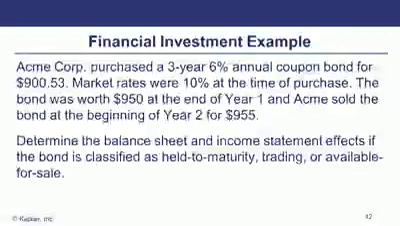 Financial Investment Example
Acme Corp. purchased a 3-year 6% annual coupon bond for
$900.53. Market rates were 10% at the time of purchase. The
bond was worth $950 at the end of Year 1 and Acme sold the
bond at the beginning of Year 2 for $955.
Determine the balance sheet and income statement effects if
the bond is classified as held-to-maturity, trading, or available-
for-sale.
© Kaplan, Inc.
12